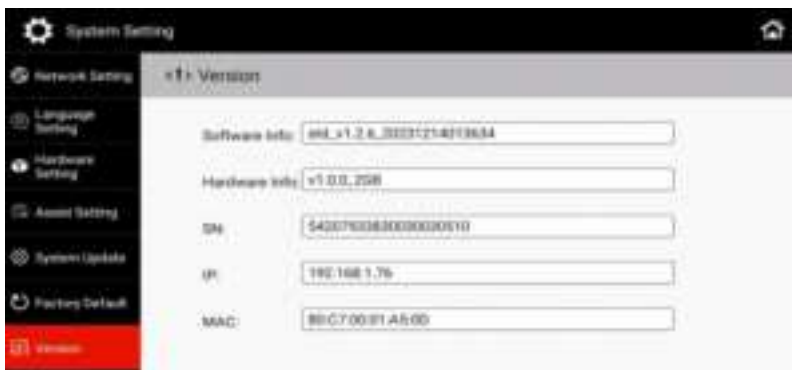 System Setting
Network Setting
<1> Version
Language
Setting
Hardware
Setting
Assist Setting
System Update
Factory Default
Version
Software Info:
Hardware Info: v1.0.0_2GB
SN:
IP: 192.168.1.76
MAC: